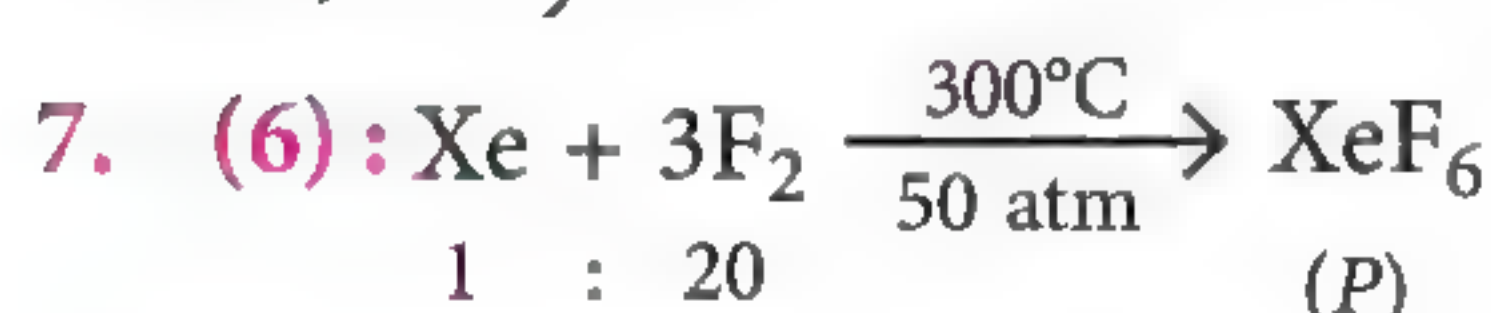 300°C
7. (6) : Xe + 3F₂ ⟶ XeF₆
50 atm
1 : 20 (P)